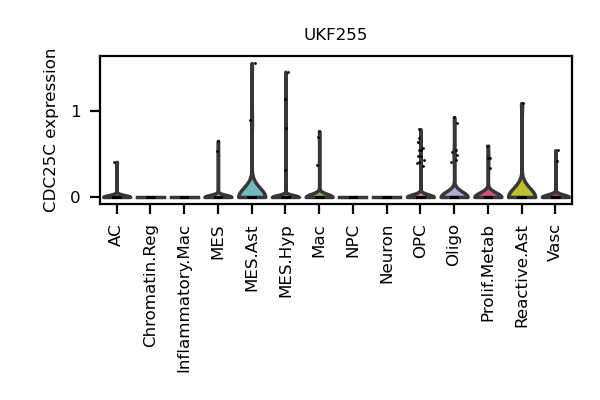 UKF255
CDC25C expression
1
0
AC
Chromatin.Reg
Inflammatory.Mac
MES
MES.Ast
MES.Hyp
Mac
NPC
Neuron
OPC
Oligo
Prolif.Metab
Reactive.Ast
Vasc